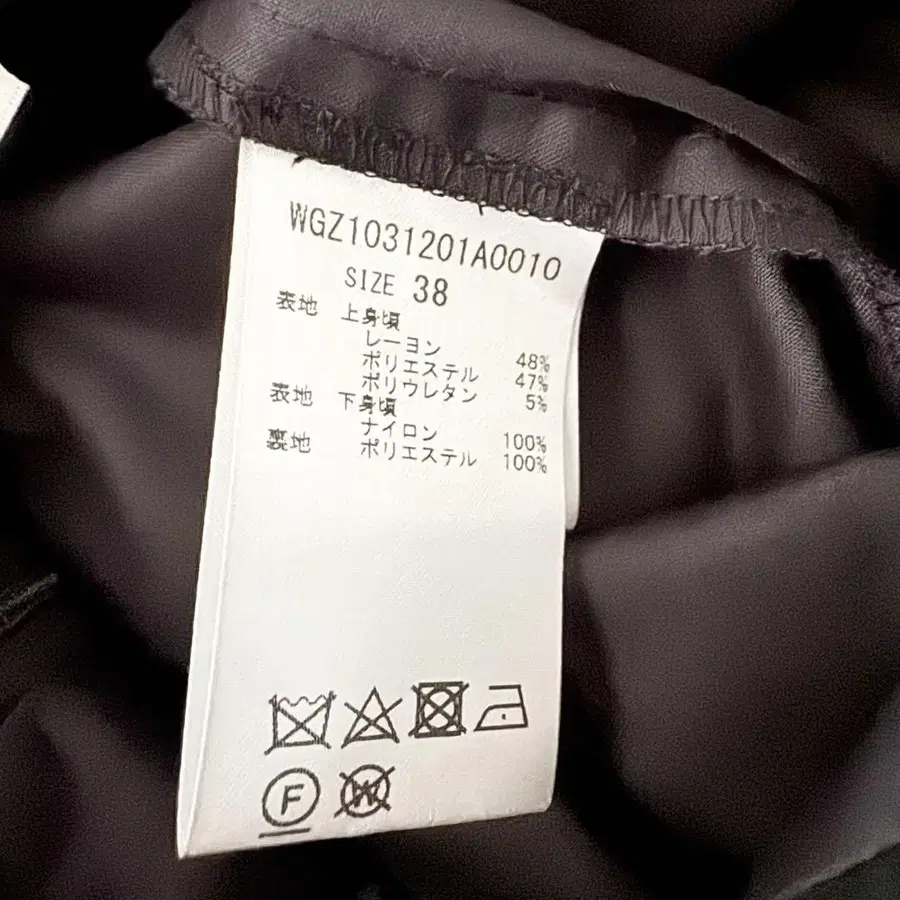 WGZ1031201A0010
SIZE 38
表地 上身頃
レーヨン 48%
ポリエステル 47%
ポリウレタン 5%
表地 下身頃
ナイロン 100%
裏地 ポリエステル 100%
F W